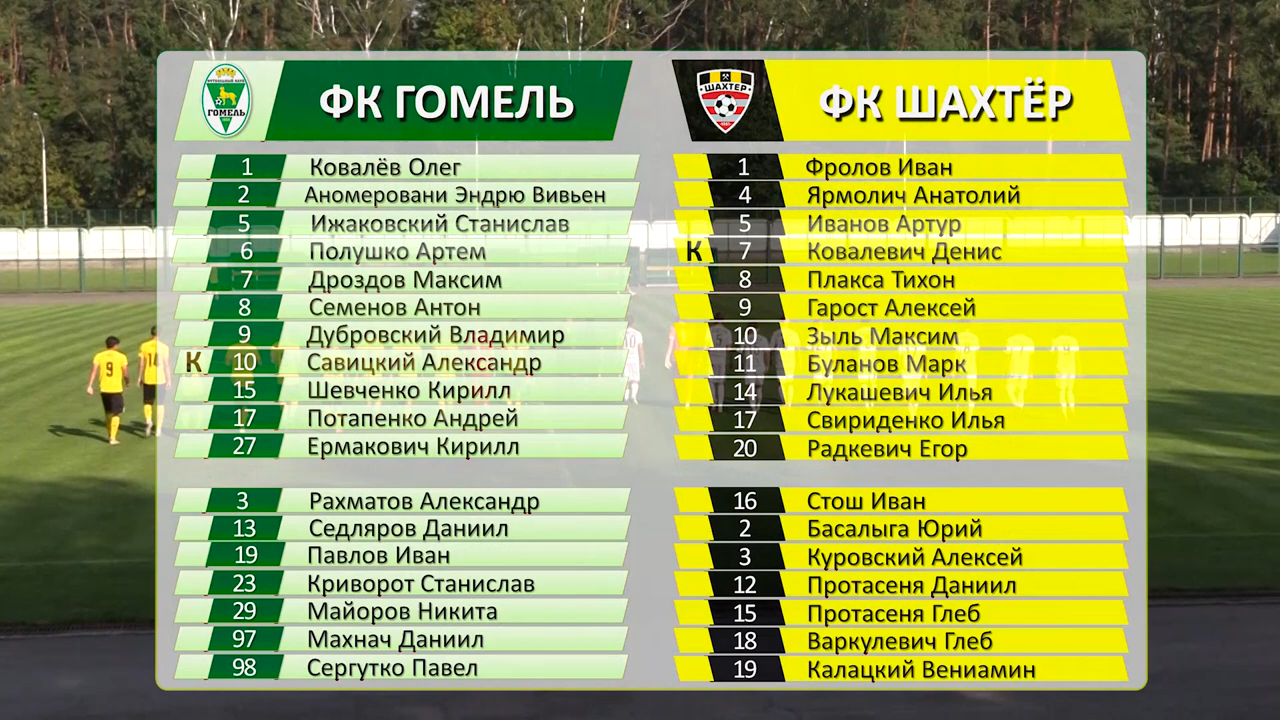 ФК ГОМЕЛЬ
ГОМЕЛЬ
1 Ковалёв Олег
2 Аномеровани Эндрю Вивьен
5 Ижаковский Станислав
6 Полушко Артем
7 Дроздов Максим
8 Семенов Антон
9 Дубровский Владимир
К 10 Савицкий Александр
15 Шевченко Кирилл
17 Потапенко Андрей
27 Ермакович Кирилл
3 Рахматов Александр
13 Седляров Даниил
19 Павлов Иван
23 Криворот Станислав
29 Майоров Никита
97 Махнач Даниил
98 Сергутко Павел
ФК ШАХТЁР
ШАХТЕР
1 Фролов Иван
4 Ярмолич Анатолий
5 Иванов Артур
К 7 Ковалевич Денис
8 Плакса Тихон
9 Гарост Алексей
10 Зыль Максим
11 Буланов Марк
14 Лукашевич Илья
17 Свириденко Илья
20 Радкевич Егор
16 Стош Иван
2 Басалыга Юрий
3 Куровский Алексей
12 Протасеня Даниил
15 Протасеня Глеб
18 Варкулевич Глеб
19 Калацкий Вениамин
9
14